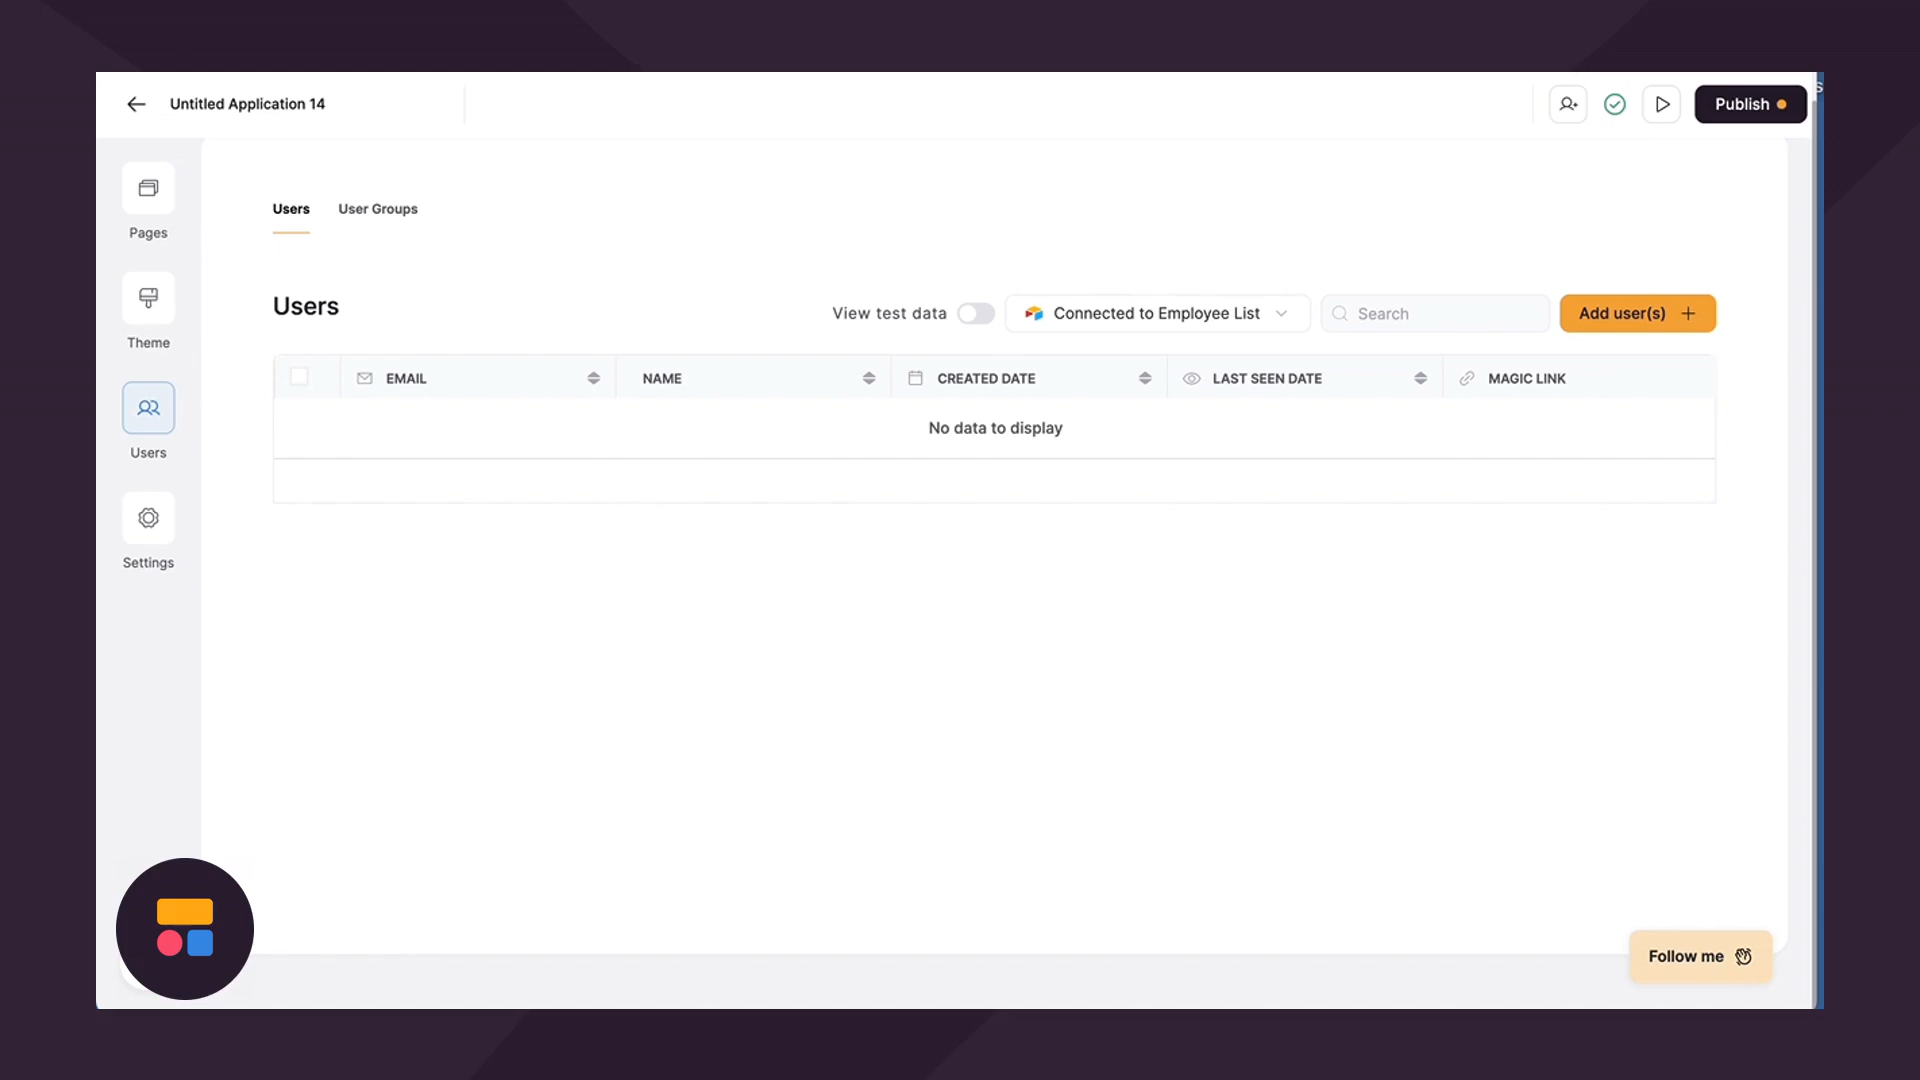 Untitled Application 14
Publish
Pages
Theme
Users
Settings
Users User Groups
Users
View test data
Connected to Employee List
Search
Add user(s) +
EMAIL NAME CREATED DATE LAST SEEN DATE MAGIC LINK
No data to display
Follow me